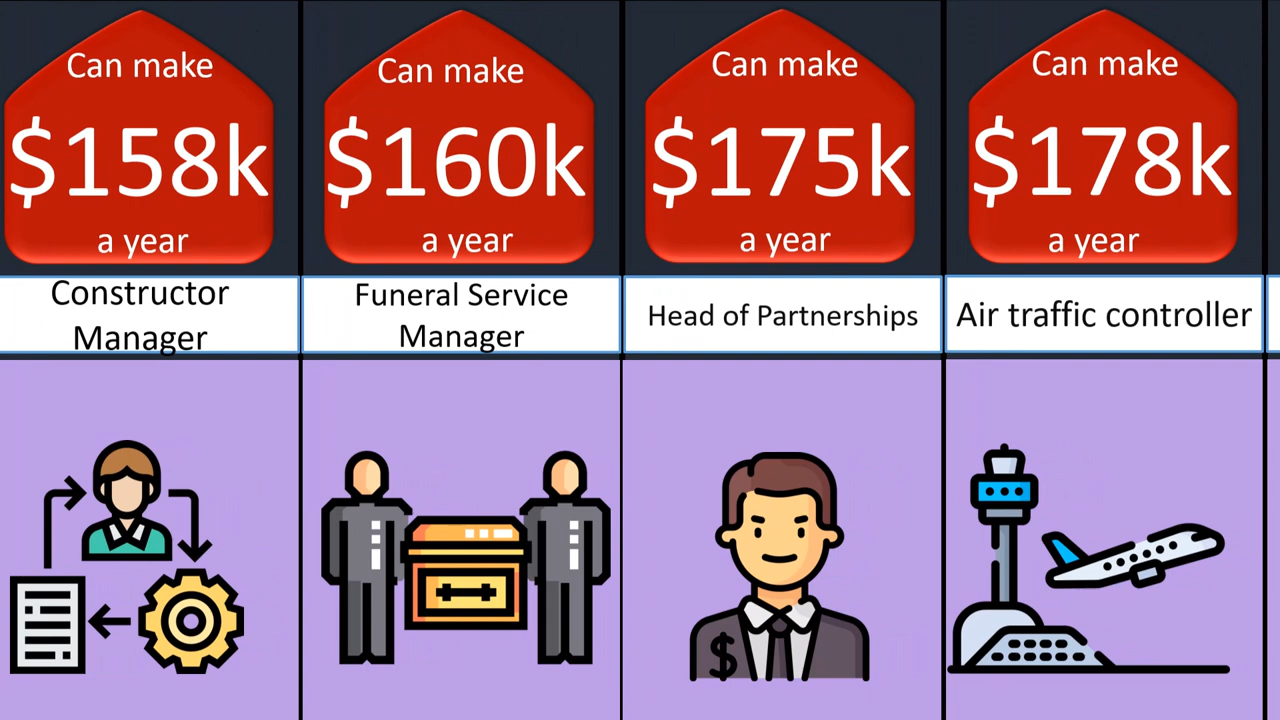 Can make
$158k
a year
Constructor
Manager
Can make
$160k
a year
Funeral Service
Manager
Can make
$175k
a year
Head of Partnerships
Can make
$178k
a year
Air traffic controller
$